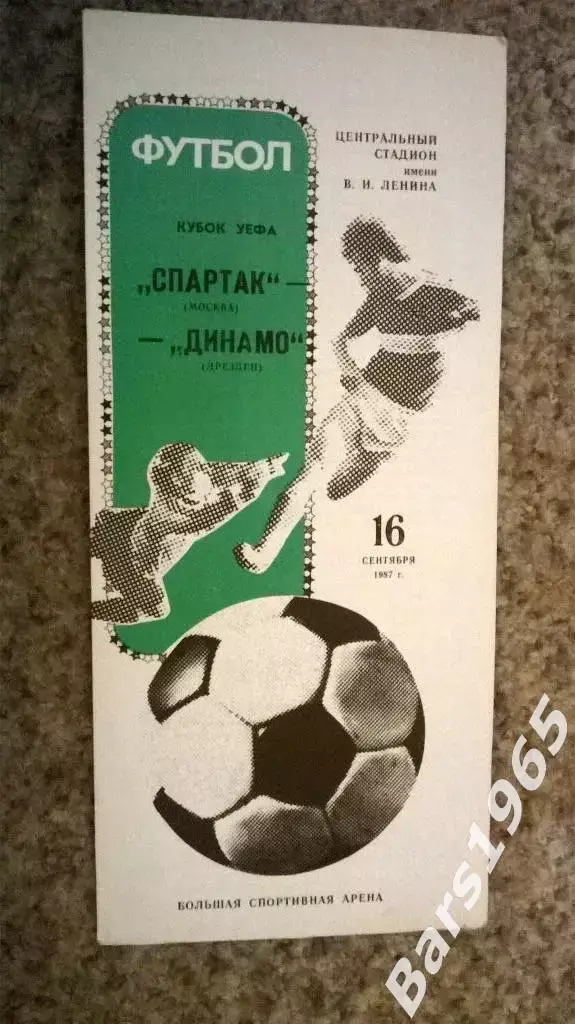 ФУТБОЛ
КУБОК УЕФА
„СПАРТАК“ —
(МОСКВА)
— „ДИНАМО“
(ДРЕЗДЕН)
ЦЕНТРАЛЬНЫЙ
СТАДИОН
имени
В. И. ЛЕНИНА
16
СЕНТЯБРЯ
1987 г.
БОЛЬШАЯ СПОРТИВНАЯ АРЕНА
Bars1965